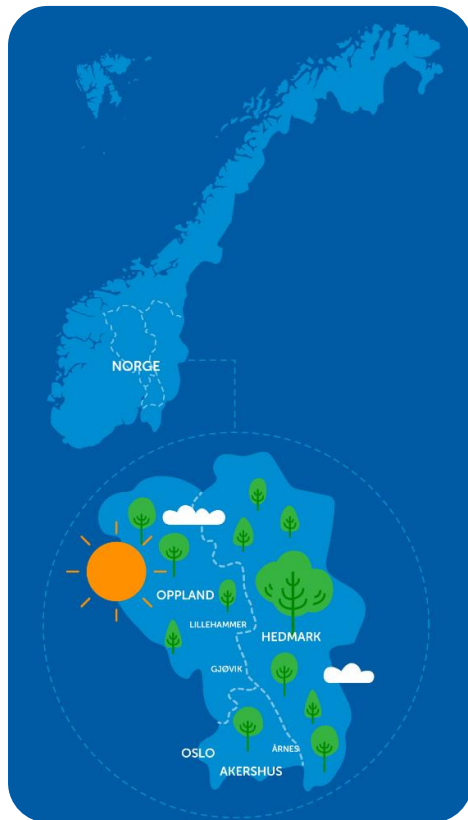 NORGE
OPPLAND
LILLEHAMMER
HEDMARK
GJØVIK
ÅRNES
OSLO
AKERSHUS